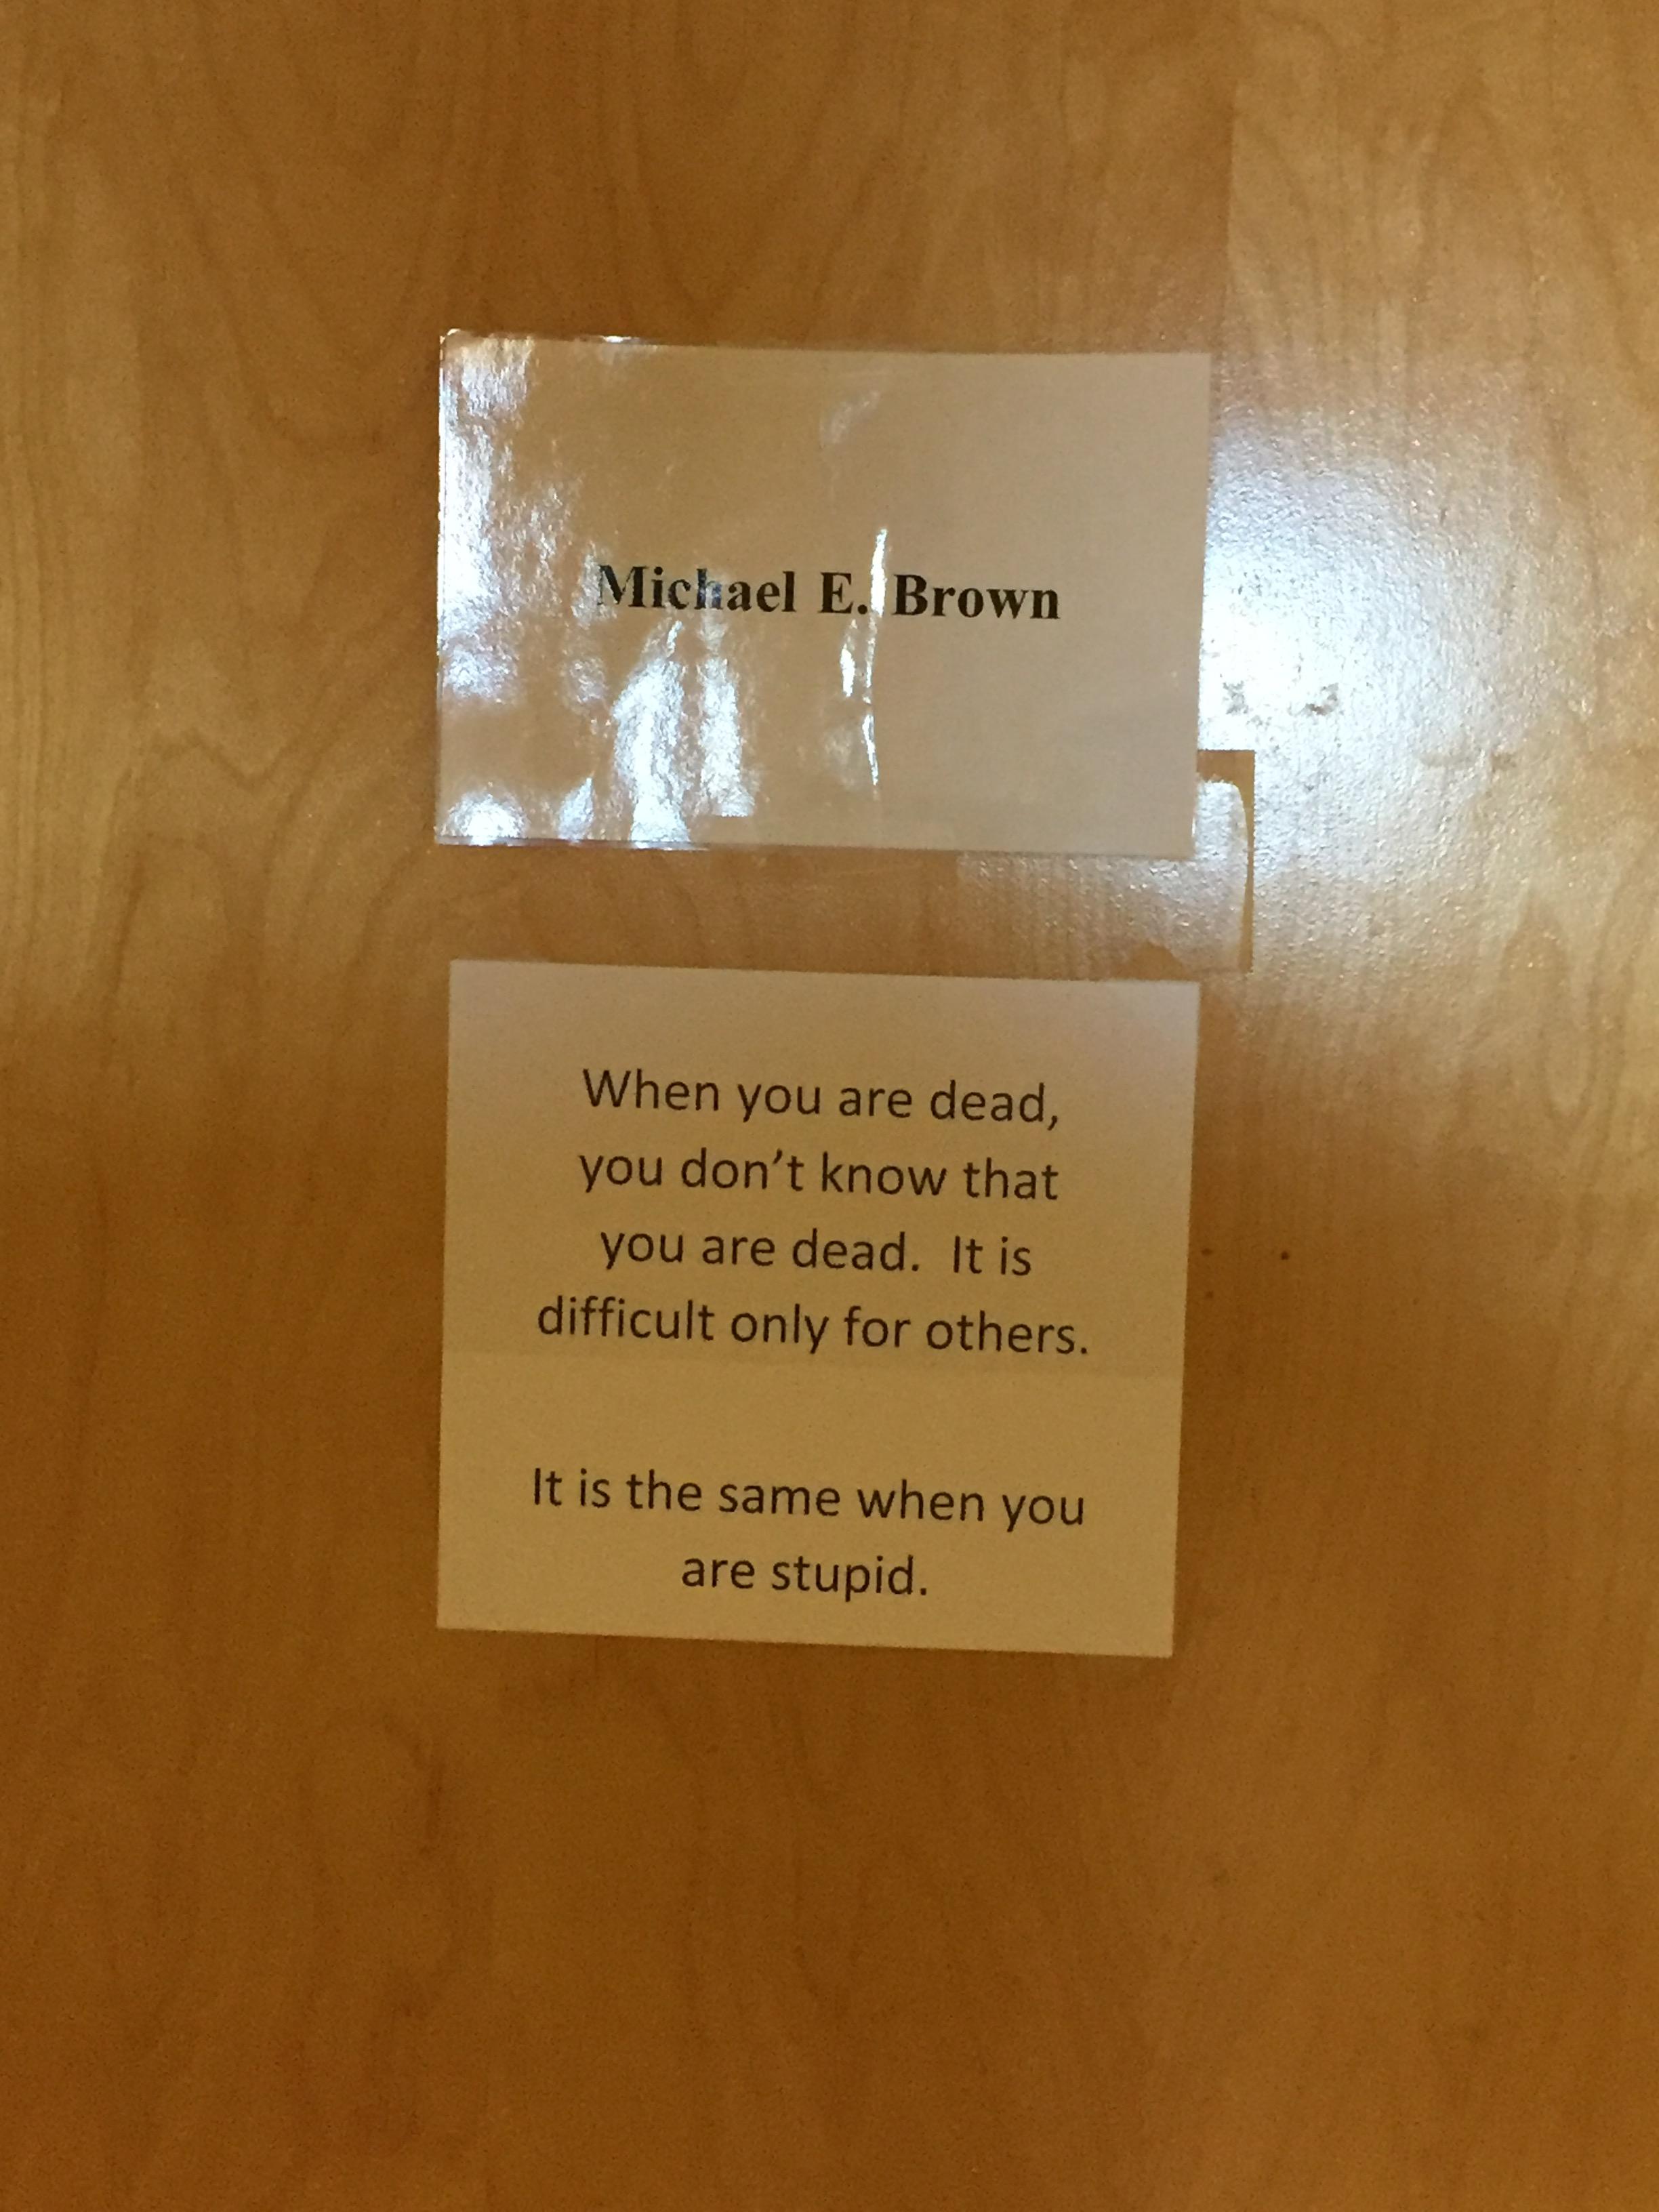 Michael E. Brown
When you are dead,
you don’t know that
you are dead.  It is
difficult only for others.
It is the same when you
are stupid.